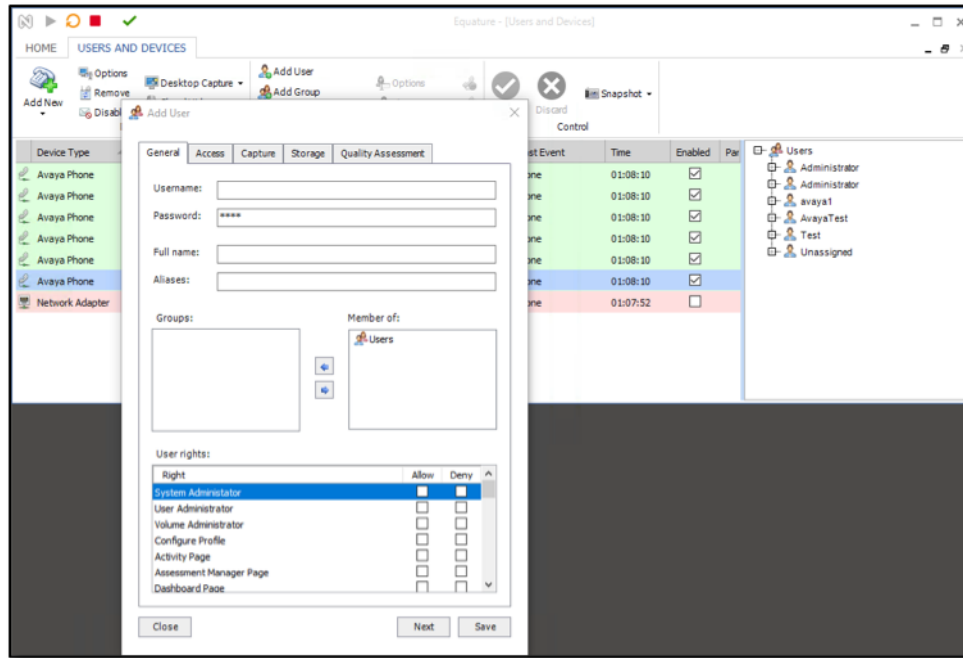 Equature - [Users and Devices]
HOME USERS AND DEVICES
Add New
Options
Remove
Disabl
Desktop Capture
Add User
Add Group
Options
Discard
Snapshot
Control
Add User
General Access Capture Storage Quality Assessment
Username:
Password: ****
Full name:
Aliases:
Groups: Member of:
Users
User rights:
Right Allow Deny
System Administator
User Administrator
Volume Administrator
Configure Profile
Activity Page
Assessment Manager Page
Dashboard Page
Close Next Save
Device Type st Event Time Enabled Par
Avaya Phone one 01:08:10
Avaya Phone one 01:08:10
Avaya Phone one 01:08:10
Avaya Phone one 01:08:10
Avaya Phone one 01:08:10
Avaya Phone one 01:08:10
Network Adapter one 01:07:52
Users
Administrator
Administrator
avaya1
AvayaTest
Test
Unassigned